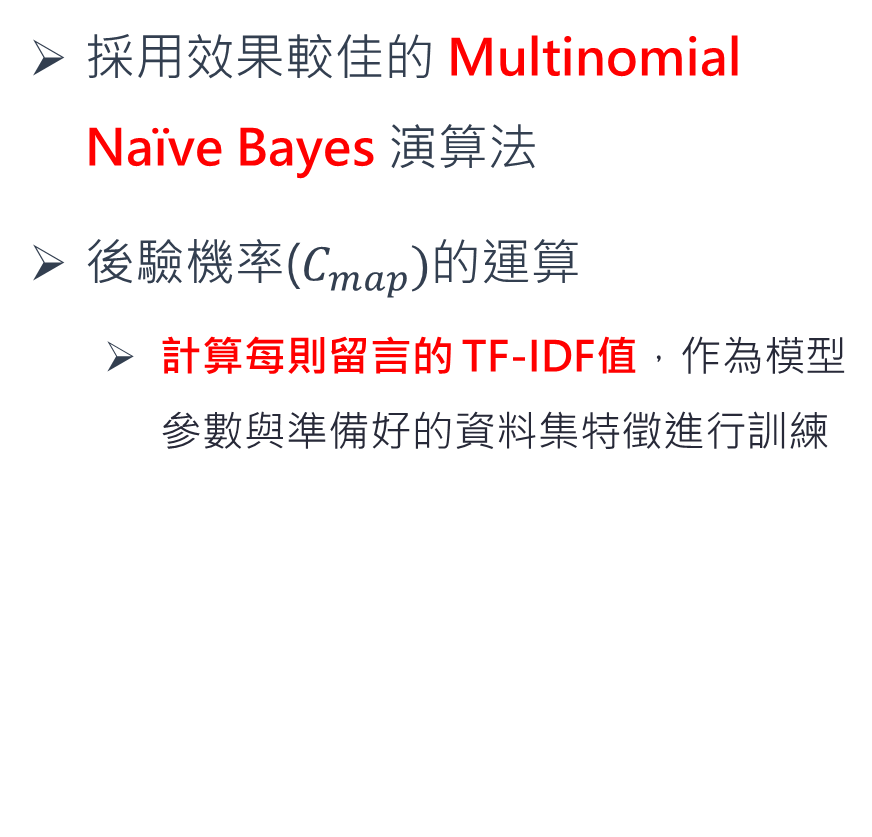 ➢ 採用效果較佳的 Multinomial
Naïve Bayes 演算法
➢ 後驗機率(𝐶𝑚𝑎𝑝)的運算
➢ 計算每則留言的 TF-IDF值，作為模型
參數與準備好的資料集特徵進行訓練